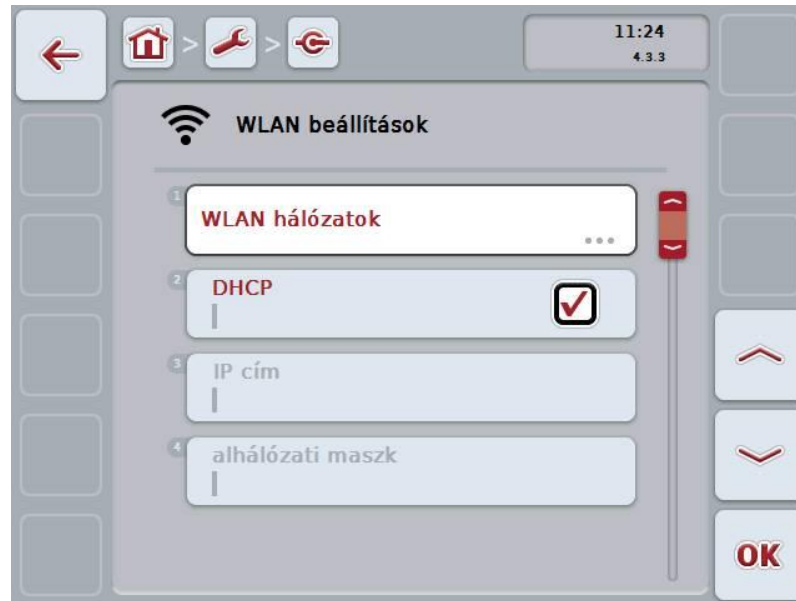 > >
11:24
4.3.3
WLAN beállítások
1
WLAN hálózatok
...
2
DHCP
3
IP cím
4
alhálózati maszk
OK